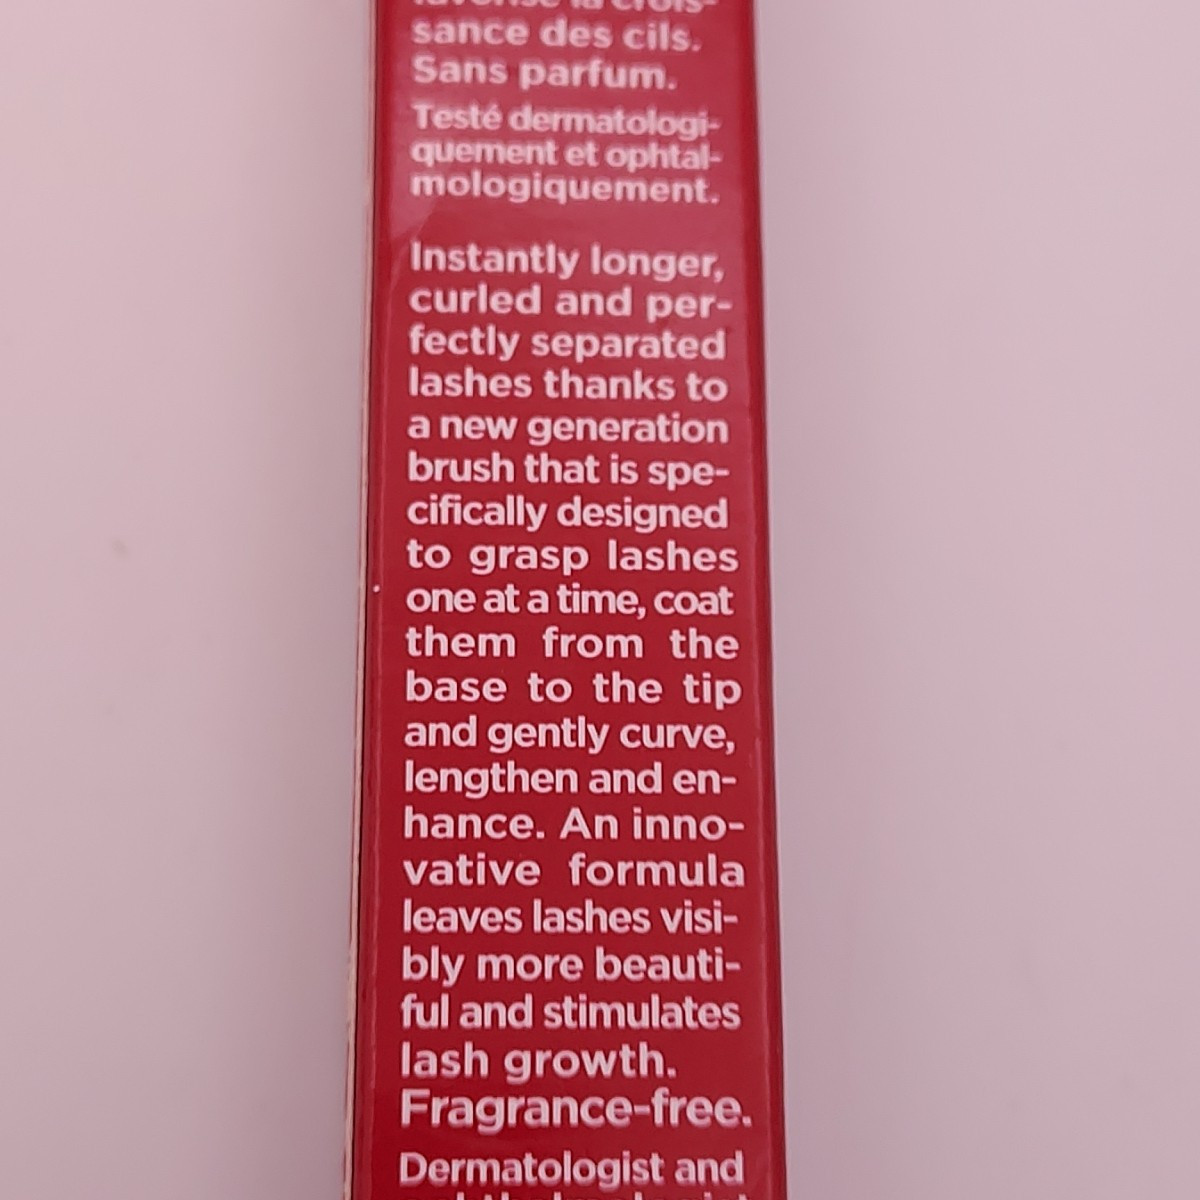 favorise la crois-
sance des cils.
Sans parfum.
Testé dermatologi-
quement et ophtal-
mologiquement.
Instantly longer,
curled and per-
fectly separated
lashes thanks to
a new generation
brush that is spe-
cifically designed
to grasp lashes
one at a time, coat
them from the
base to the tip
and gently curve,
lengthen and en-
hance. An inno-
vative formula
leaves lashes visi-
bly more beauti-
ful and stimulates
lash growth.
Fragrance-free.
Dermatologist and